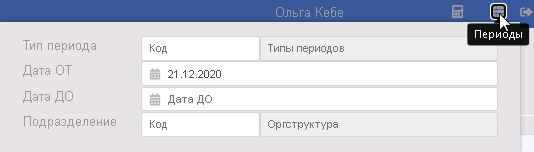 Ольга Кебе
Периоды
Тип периода Код Типы периодов
Дата ОТ 21.12.2020
Дата ДО Дата ДО
Подразделение Код Оргструктура